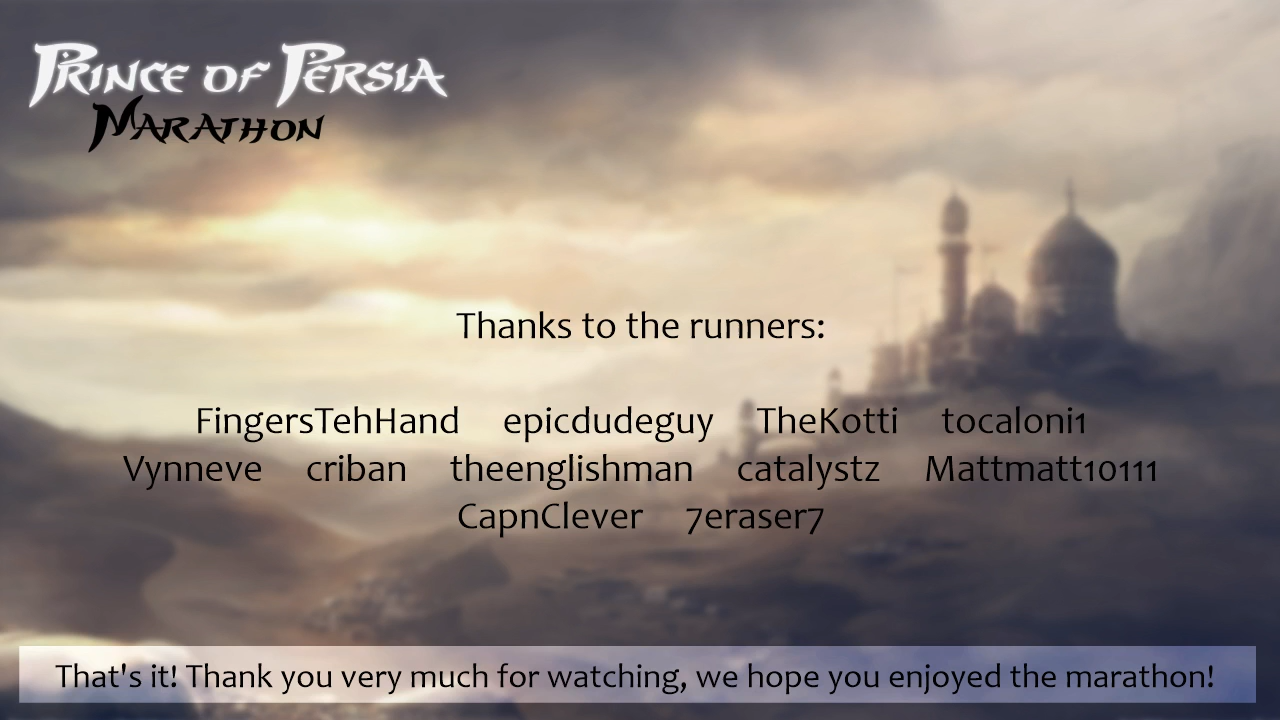 Prince of Persia
Marathon
Thanks to the runners:
FingersTehHand epicdudeguy TheKotti tocaloni1
Vynneve criban theenglishman catalystz Mattmatt10111
CapnClever 7eraser7
That's it! Thank you very much for watching, we hope you enjoyed the marathon!